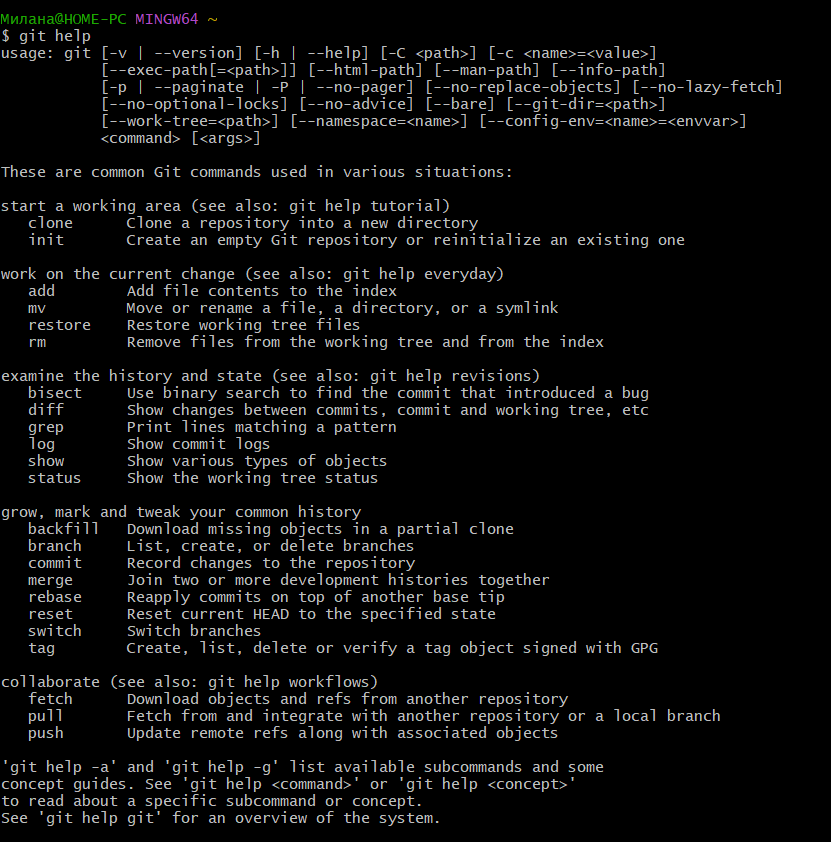 Милана@HOME-PC MINGW64 ~
$ git help
usage: git [-v | --version] [-h | --help] [-C <path>] [-c <name>=<value>]
           [--exec-path[=<path>]] [--html-path] [--man-path] [--info-path]
           [-p | --paginate | -P | --no-pager] [--no-replace-objects] [--no-lazy-fetch]
           [--no-optional-locks] [--no-advice] [--bare] [--git-dir=<path>]
           [--work-tree=<path>] [--namespace=<name>] [--config-env=<name>=<envvar>]
           <command> [<args>]

These are common Git commands used in various situations:

start a working area (see also: git help tutorial)
   clone      Clone a repository into a new directory
   init       Create an empty Git repository or reinitialize an existing one

work on the current change (see also: git help everyday)
   add        Add file contents to the index
   mv         Move or rename a file, a directory, or a symlink
   restore    Restore working tree files
   rm         Remove files from the working tree and from the index

examine the history and state (see also: git help revisions)
   bisect     Use binary search to find the commit that introduced a bug
   diff       Show changes between commits, commit and working tree, etc
   grep       Print lines matching a pattern
   log        Show commit logs
   show       Show various types of objects
   status     Show the working tree status

grow, mark and tweak your common history
   backfill   Download missing objects in a partial clone
   branch     List, create, or delete branches
   commit     Record changes to the repository
   merge      Join two or more development histories together
   rebase     Reapply commits on top of another base tip
   reset      Reset current HEAD to the specified state
   switch     Switch branches
   tag        Create, list, delete or verify a tag object signed with GPG

collaborate (see also: git help workflows)
   fetch      Download objects and refs from another repository
   pull       Fetch from and integrate with another repository or a local branch
   push       Update remote refs along with associated objects

'git help -a' and 'git help -g' list available subcommands and some
concept guides. See 'git help <command>' or 'git help <concept>'
to read about a specific subcommand or concept.
See 'git help git' for an overview of the system.